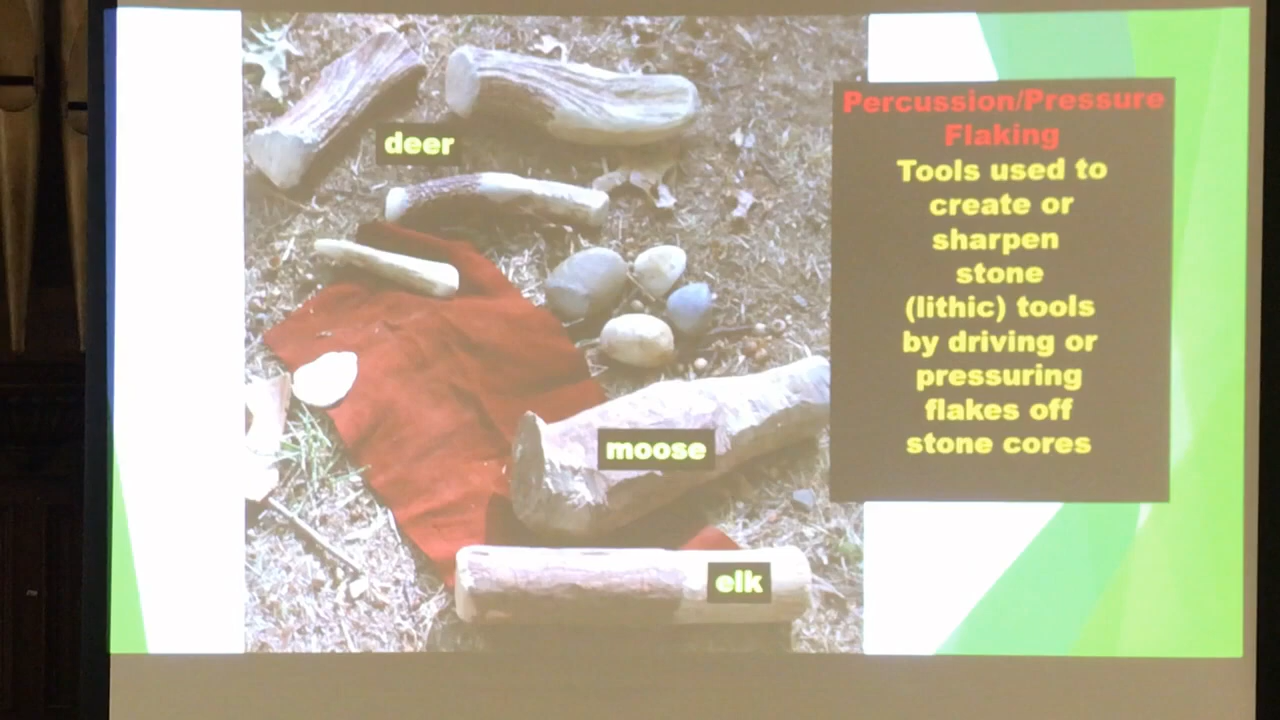 deer
moose
elk
Percussion/Pressure
Flaking
Tools used to
create or
sharpen
stone
(lithic) tools
by driving or
pressuring
flakes off
stone cores